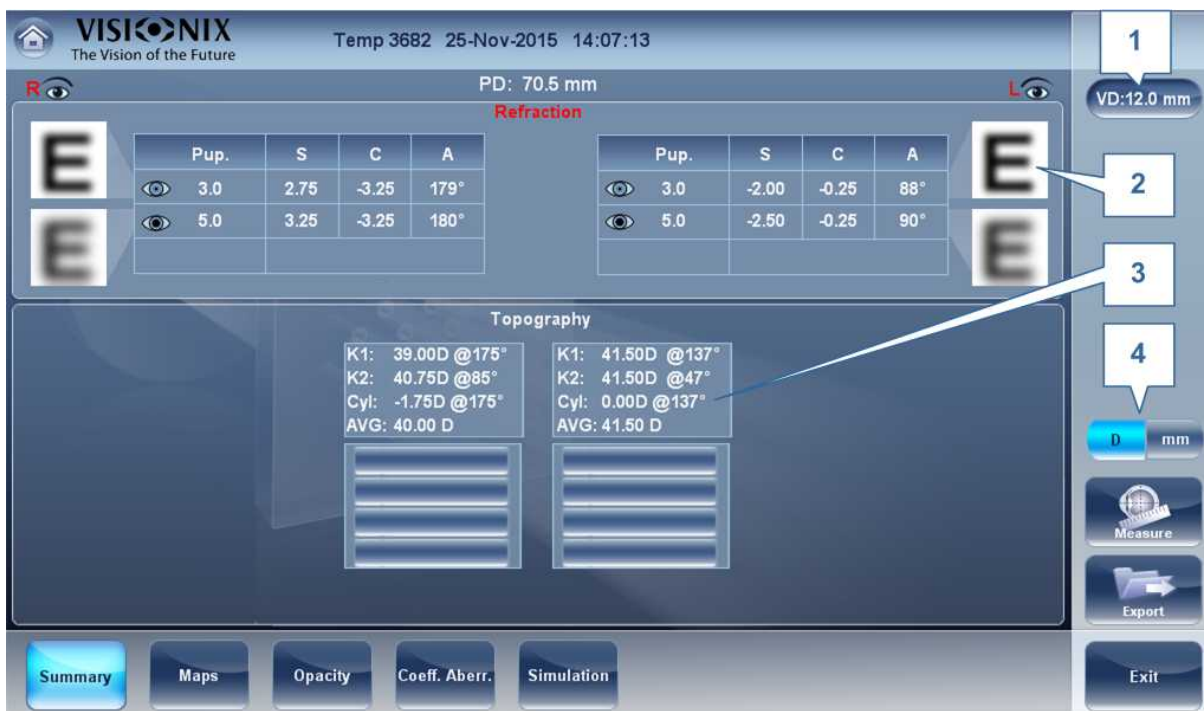 VISIONIX
The Vision of the Future
Temp 3682 25-Nov-2015 14:07:13
1
R
PD: 70.5 mm
L
VD:12.0 mm
Refraction
E
Pup. S C A
3.0 2.75 -3.25 179°
5.0 3.25 -3.25 180°
E
Pup. S C A
3.0 -2.00 -0.25 88°
5.0 -2.50 -0.25 90°
E
E
2
3
4
Topography
K1: 39.00D @175°
K2: 40.75D @85°
Cyl: -1.75D @175°
AVG: 40.00 D
K1: 41.50D @137°
K2: 41.50D @47°
Cyl: 0.00D @137°
AVG: 41.50 D
D mm
Measure
Export
Summary Maps Opacity Coeff. Aberr. Simulation Exit